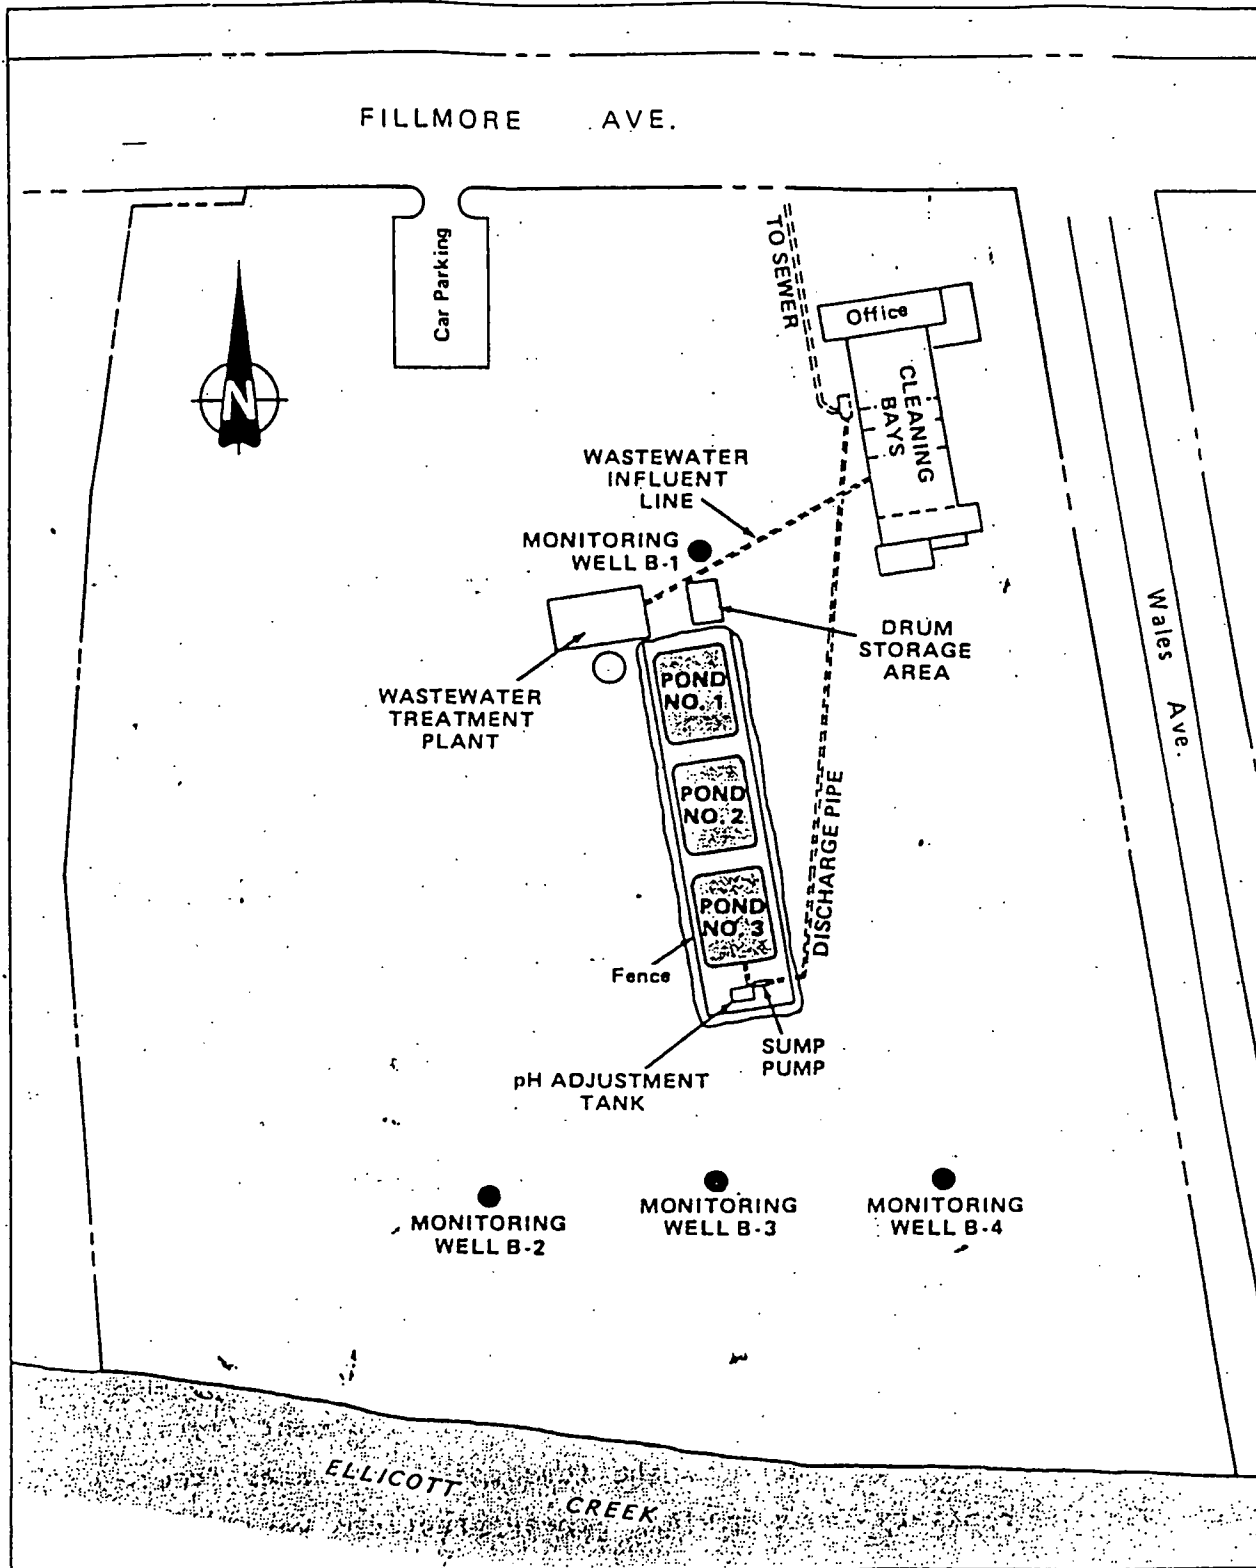 FILLMORE AVE.
Car Parking
TO SEWER
Office
CLEANING
BAYS
N
WASTEWATER
INFLUENT
LINE
MONITORING
WELL B-1
DRUM
STORAGE
AREA
WASTEWATER
TREATMENT
PLANT
POND
NO. 1
POND
NO. 2
POND
NO. 3
DISCHARGE PIPE
Wales Ave.
Fence
SUMP
PUMP
pH ADJUSTMENT
TANK
MONITORING
WELL B-2
MONITORING
WELL B-3
MONITORING
WELL B-4
ELLICOTT CREEK